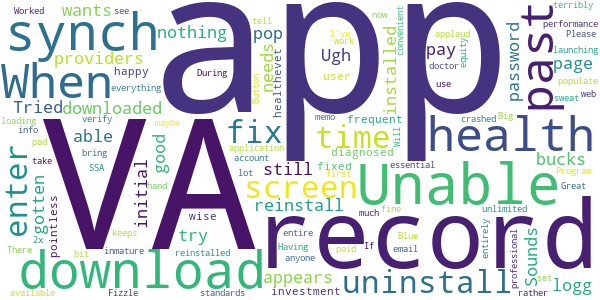 app
VA
record
download
Unable
health
When
synch
past
enter
fix
time
screen
uninstall
wants
providers
nothing
pop
Ugh
needs
pay
user
installed
password
page
bucks
Tried
downloaded
able
good
gotten
initial
try
wise
still
reinstall
appears
investment
Sounds
logg
Worked
see
happy
During
everything
healthevet
Button
tell
I've
work
doctor
frequent
diagnosed
fixed
memo
Will
applaud
convenient
equity
use
now
Please
terribly
performance
launching
populate
sweat
web
crashed
Big
loading
info
verify
application
account
maybe
first
essential
pad
take
bring
SSA
lot
hand
There
2x
keeps
reinstalled
bit
inmature
pointless
available
Fizzle
standards
Having
anyone
entire
paid
If
email
much
fine
Blue
unlimited
entirely
professional
set
rather
Program
Great